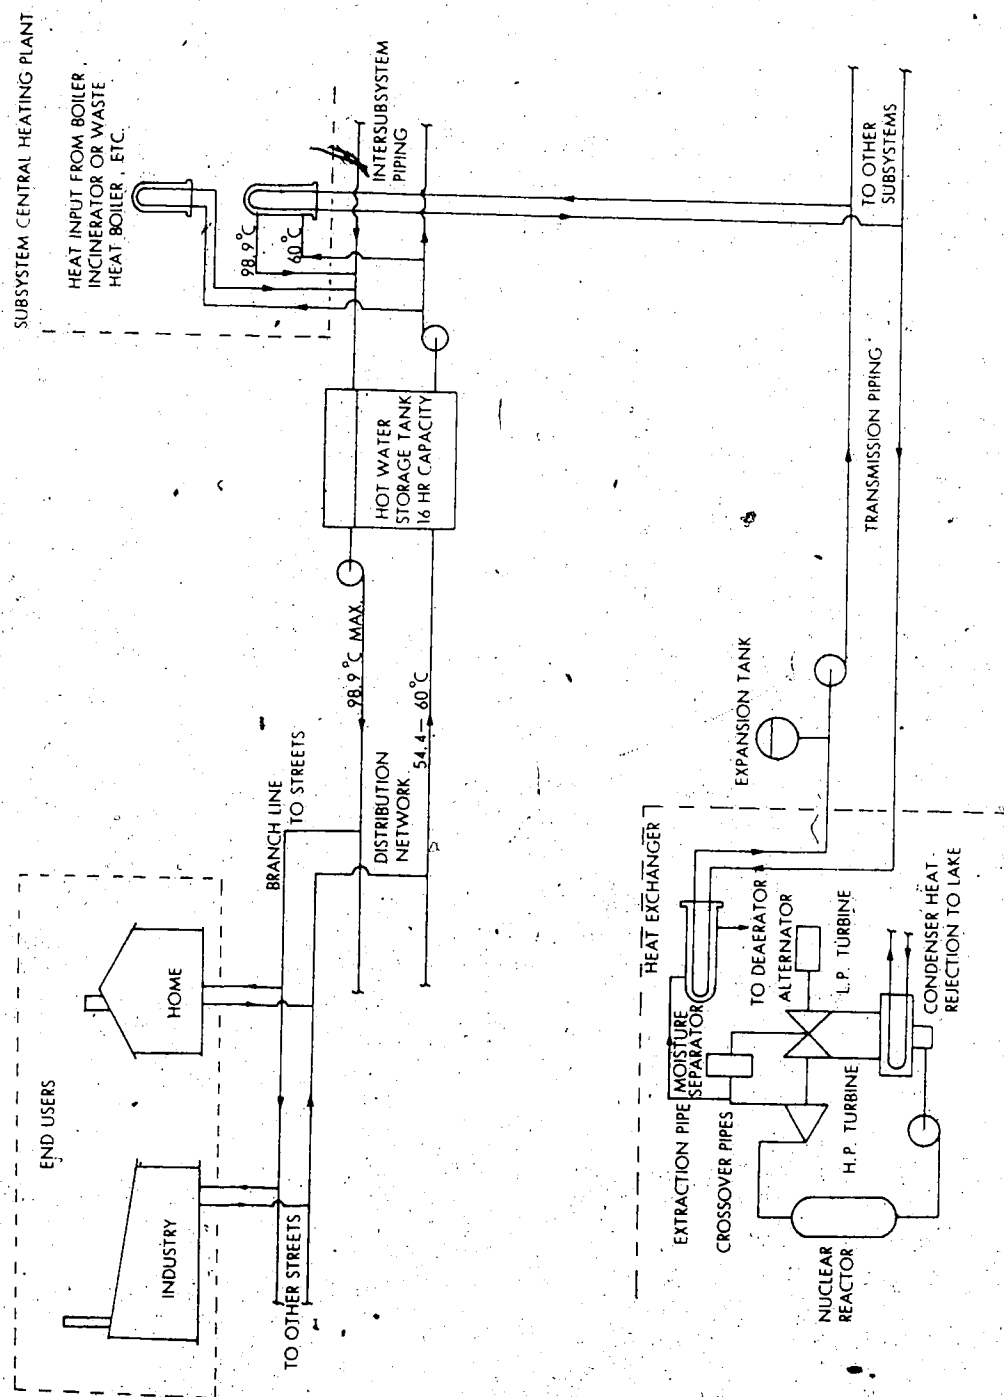 SUBSYSTEM CENTRAL HEATING PLANT
HEAT INPUT FROM BOILER,
INCINERATOR OR WASTE
HEAT BOILER, ETC.
98.9°C
60°C
INTERSUBSYSTEM
PIPING
END USERS
INDUSTRY
HOME
BRANCH LINE
TO STREETS
TO OTHER STREETS
DISTRIBUTION
NETWORK
98.9°C MAX.
54.4 — 60°C
HOT WATER
STORAGE TANK
16 HR CAPACITY
TO OTHER
SUBSYSTEMS
TRANSMISSION PIPING
EXPANSION TANK
HEAT EXCHANGER
TO DEAERATOR
ALTERNATOR
L.P. TURBINE
CONDENSER HEAT
REJECTION TO LAKE
EXTRACTION PIPE
MOISTURE
SEPARATOR
CROSSOVER PIPES
H.P. TURBINE
NUCLEAR
REACTOR